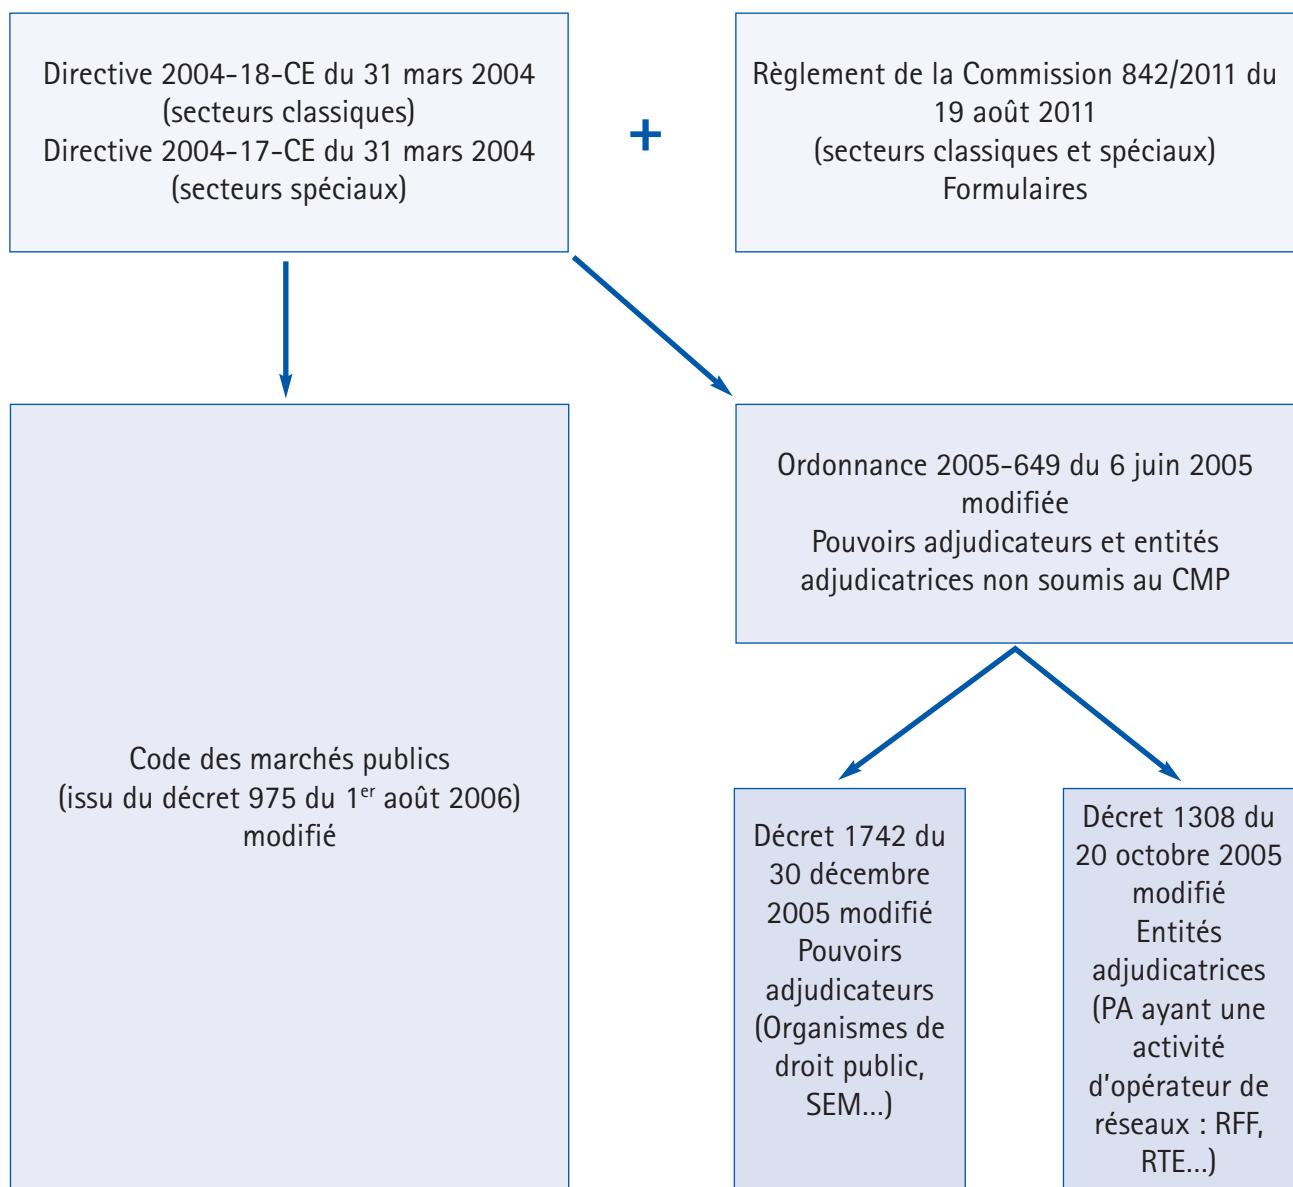 Directive 2004-18-CE du 31 mars 2004
(secteurs classiques)
Directive 2004-17-CE du 31 mars 2004
(secteurs spéciaux)
+
Règlement de la Commission 842/2011 du
19 août 2011
(secteurs classiques et spéciaux)
Formulaires
Code des marchés publics
(issu du décret 975 du 1er août 2006)
modifié
Ordonnance 2005-649 du 6 juin 2005
modifiée
Pouvoirs adjudicateurs et entités
adjudicatrices non soumis au CMP
Décret 1742 du
30 décembre
2005 modifié
Pouvoirs
adjudicateurs
(Organismes de
droit public,
SEM...)
Décret 1308 du
20 octobre 2005
modifié
Entités
adjudicatrices
(PA ayant une
activité
d'opérateur de
réseaux : RFF,
RTE...)